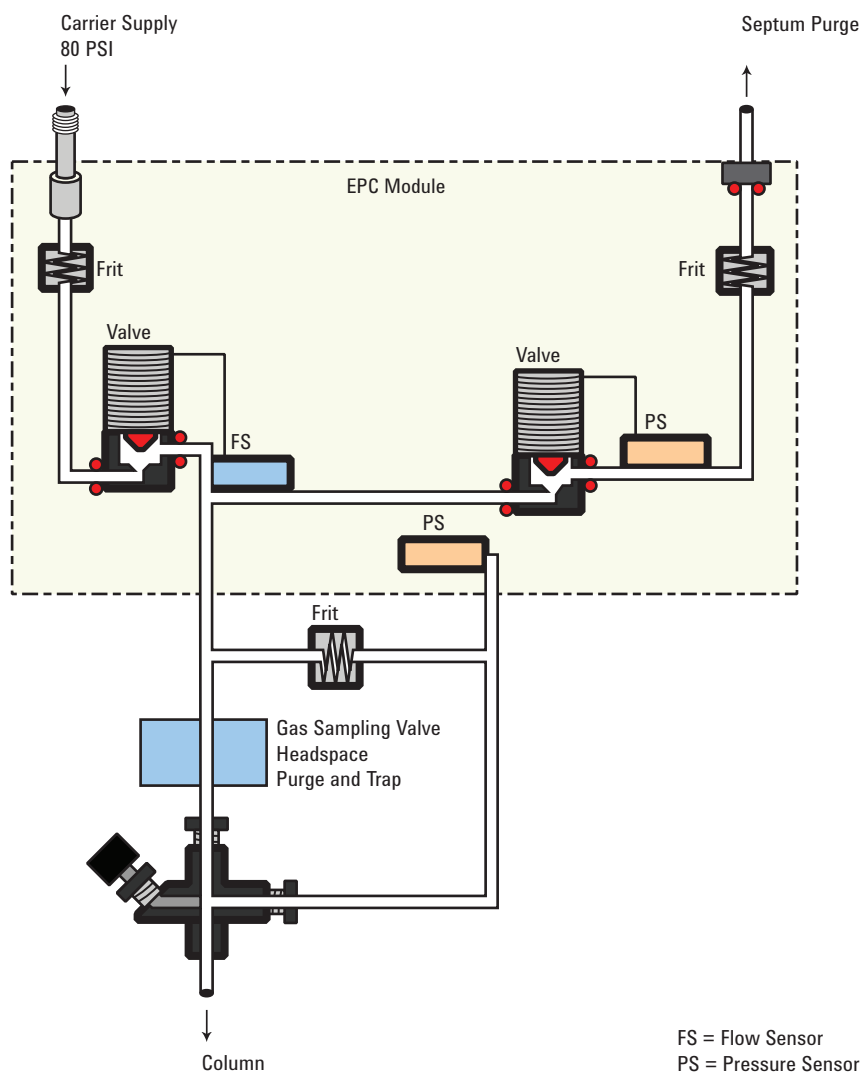 Carrier Supply
80 PSI
Septum Purge
EPC Module
Frit
Frit
Valve
Valve
FS
PS
PS
Frit
Gas Sampling Valve
Headspace
Purge and Trap
Column
FS = Flow Sensor
PS = Pressure Sensor